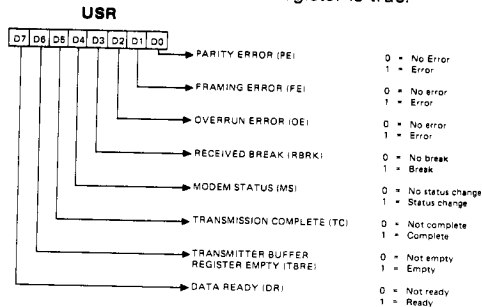 gister is true.
USR
D7 D6 D5 D4 D3 D2 D1 D0
PARITY ERROR (PE) 0 = No Error
1 = Error
FRAMING ERROR (FE) 0 = No error
1 = Error
OVERRUN ERROR (OE) 0 = No error
1 = Error
RECEIVED BREAK (RBRK) 0 = No break
1 = Break
MODEM STATUS (MS) 0 = No status change
1 = Status change
TRANSMISSION COMPLETE (TC) 0 = Not complete
1 = Complete
TRANSMITTER BUFFER 0 = Not empty
REGISTER EMPTY (TBRE) 1 = Empty
DATA READY (DR) 0 = Not ready
1 = Ready